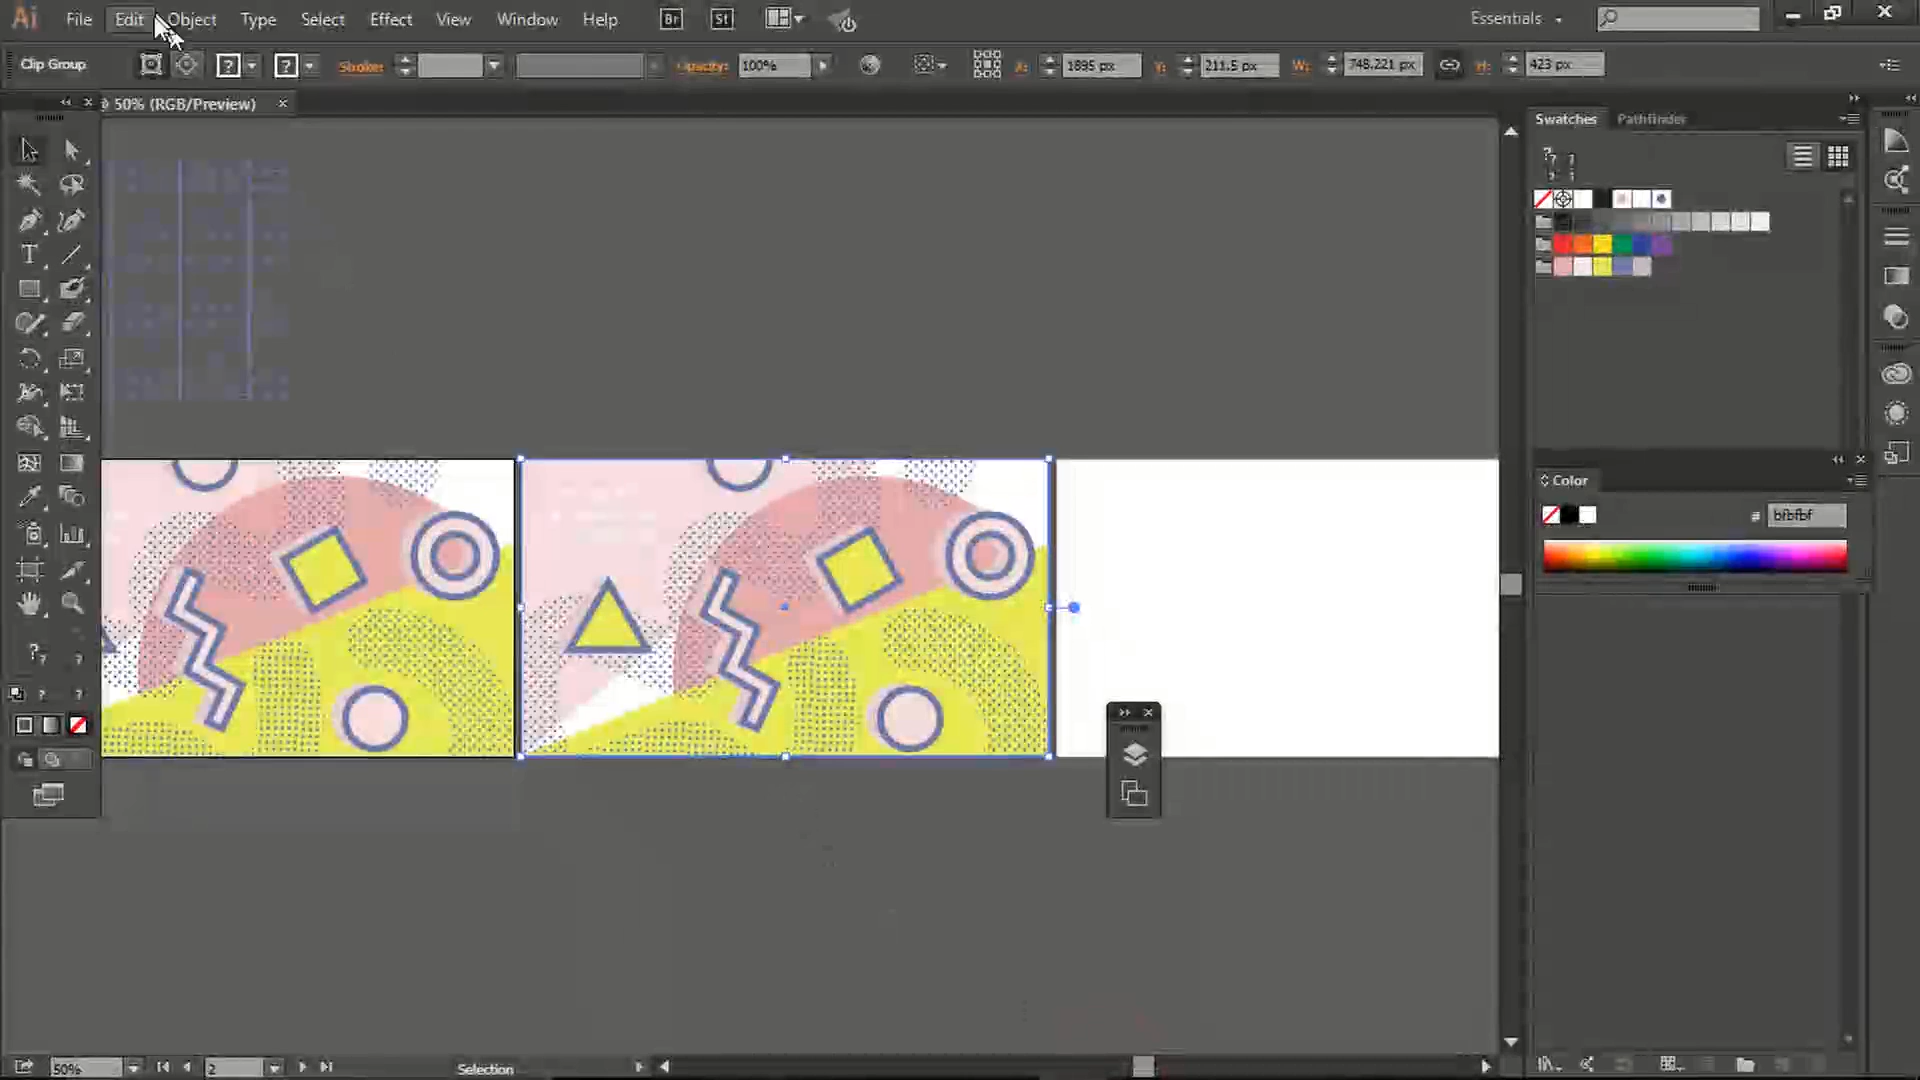 Ai File Edit Object Type Select Effect View Window Help Br St Essentials
Clip Group ? ? Stroke: Opacity: 100% X: 1895 px Y: 211.5 px W: 748.221 px H: 423 px
50% (RGB/Preview)
Swatches Pathfinder
T
Color
# bfbfbf
50% 2 Selection